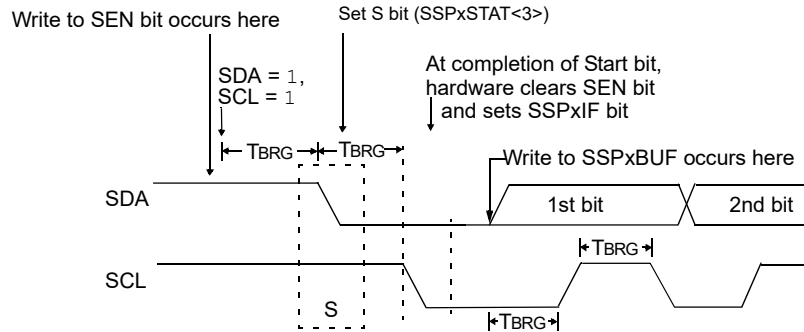 Write to SEN bit occurs here
Set S bit (SSPxSTAT<3>)
SDA = 1,
SCL = 1
At completion of Start bit,
hardware clears SEN bit
and sets SSPxIF bit
TBRG
TBRG
Write to SSPxBUF occurs here
SDA
1st bit
2nd bit
TBRG
SCL
S
TBRG